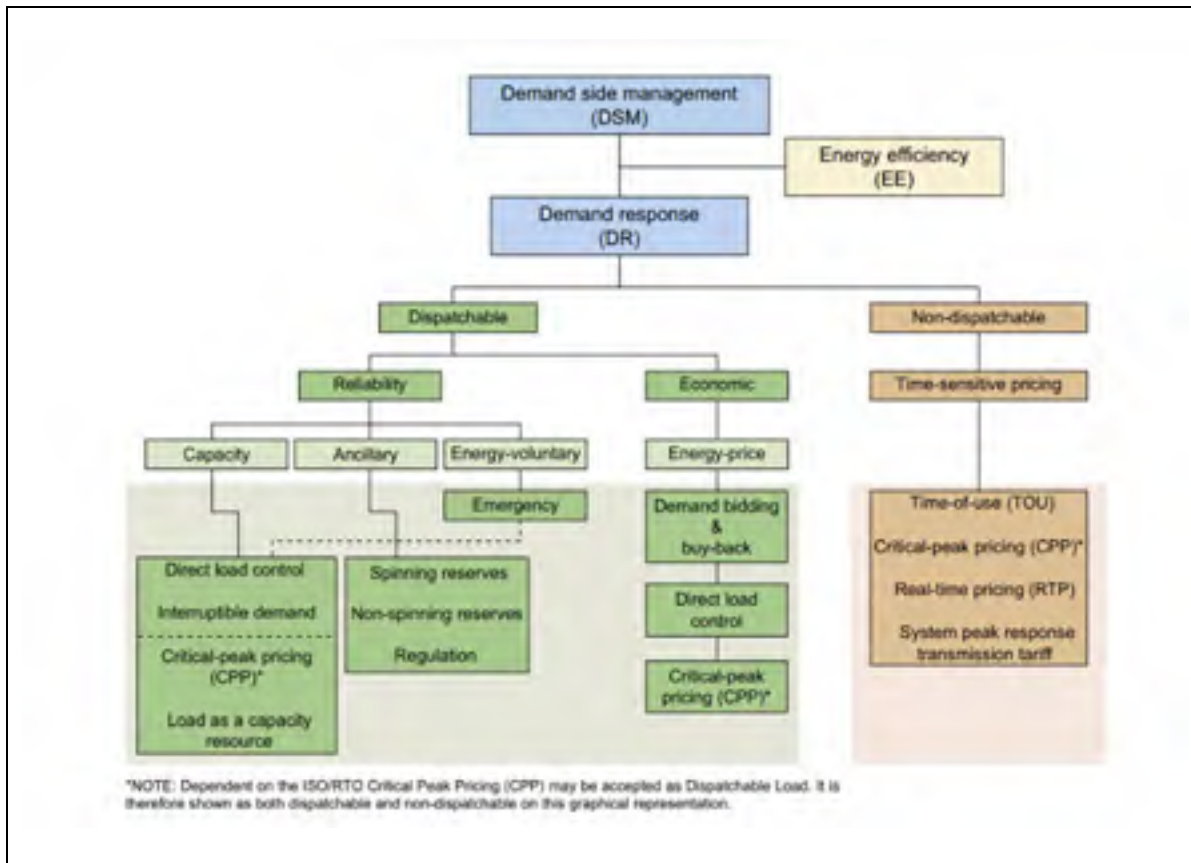 Demand side management
(DSM)
Energy efficiency
(EE)
Demand response
(DR)
Dispatchable
Non-dispatchable
Reliability
Economic
Time-sensitive pricing
Capacity
Ancillary
Energy-voluntary
Energy-price
Emergency
Demand bidding
&
buy-back
Time-of-use (TOU)
Critical-peak pricing (CPP)*
Real-time pricing (RTP)
System peak response
transmission tariff
Direct load control
Interruptible demand
Critical-peak pricing
(CPP)*
Load as a capacity
resource
Spinning reserves
Non-spinning reserves
Regulation
Direct load
control
Critical-peak
pricing (CPP)*
*NOTE: Dependent on the ISO/RTO Critical Peak Pricing (CPP) may be accepted as Dispatchable Load. It is
therefore shown as both dispatchable and non-dispatchable on this graphical representation.